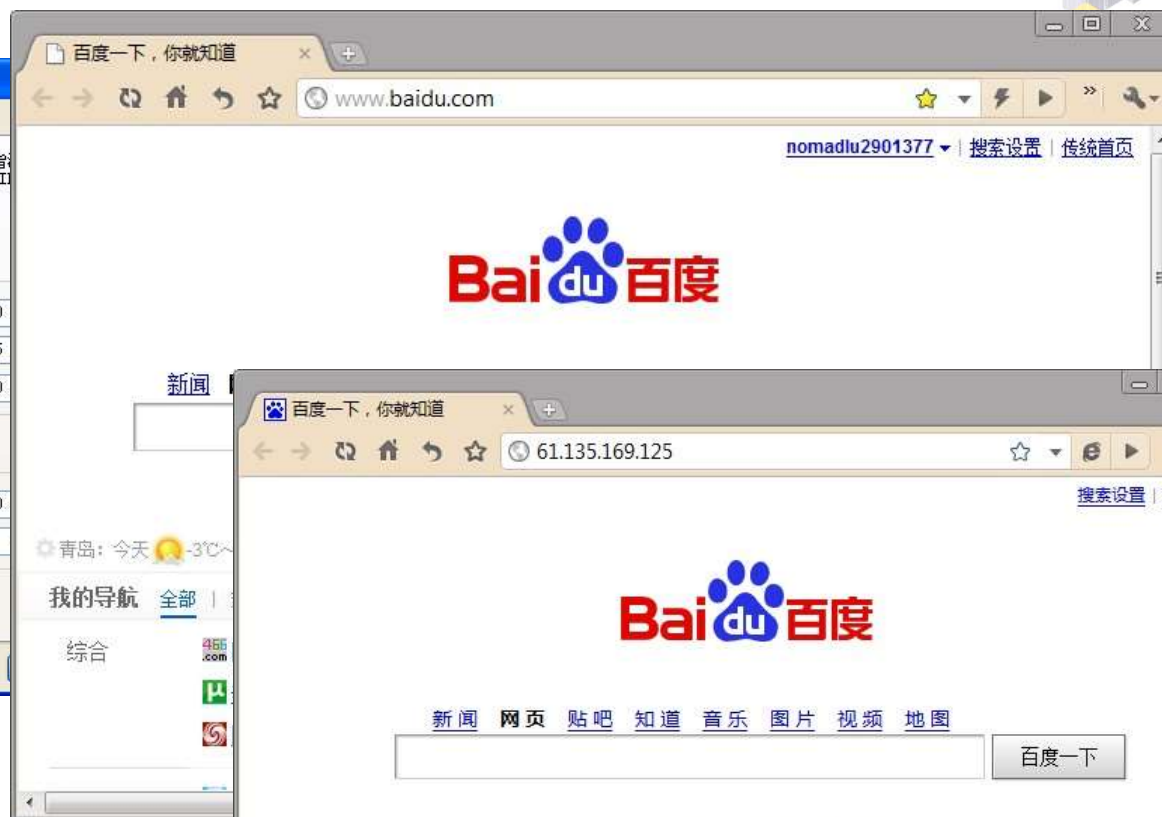 百度一下，你就知道
www.baidu.com
nomadlu2901377 搜索设置 传统首页
Bai du 百度
新闻
青岛：今天 -3℃～
我的导航 全部
综合
百度一下，你就知道
61.135.169.125
搜索设置
Bai du 百度
新闻 网页 贴吧 知道 音乐 图片 视频 地图
百度一下